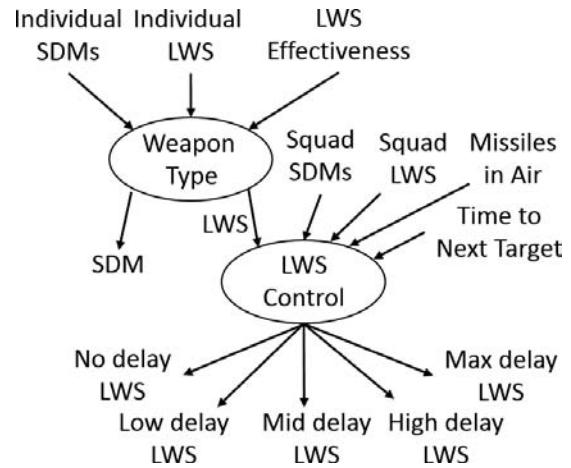 Individual
SDMs
Individual
LWS
LWS
Effectiveness
Weapon
Type
Squad
SDMs
Squad
LWS
Missiles
in Air
Time to
Next Target
LWS
SDM
LWS
Control
No delay
LWS
Low delay
LWS
Mid delay
LWS
High delay
LWS
Max delay
LWS